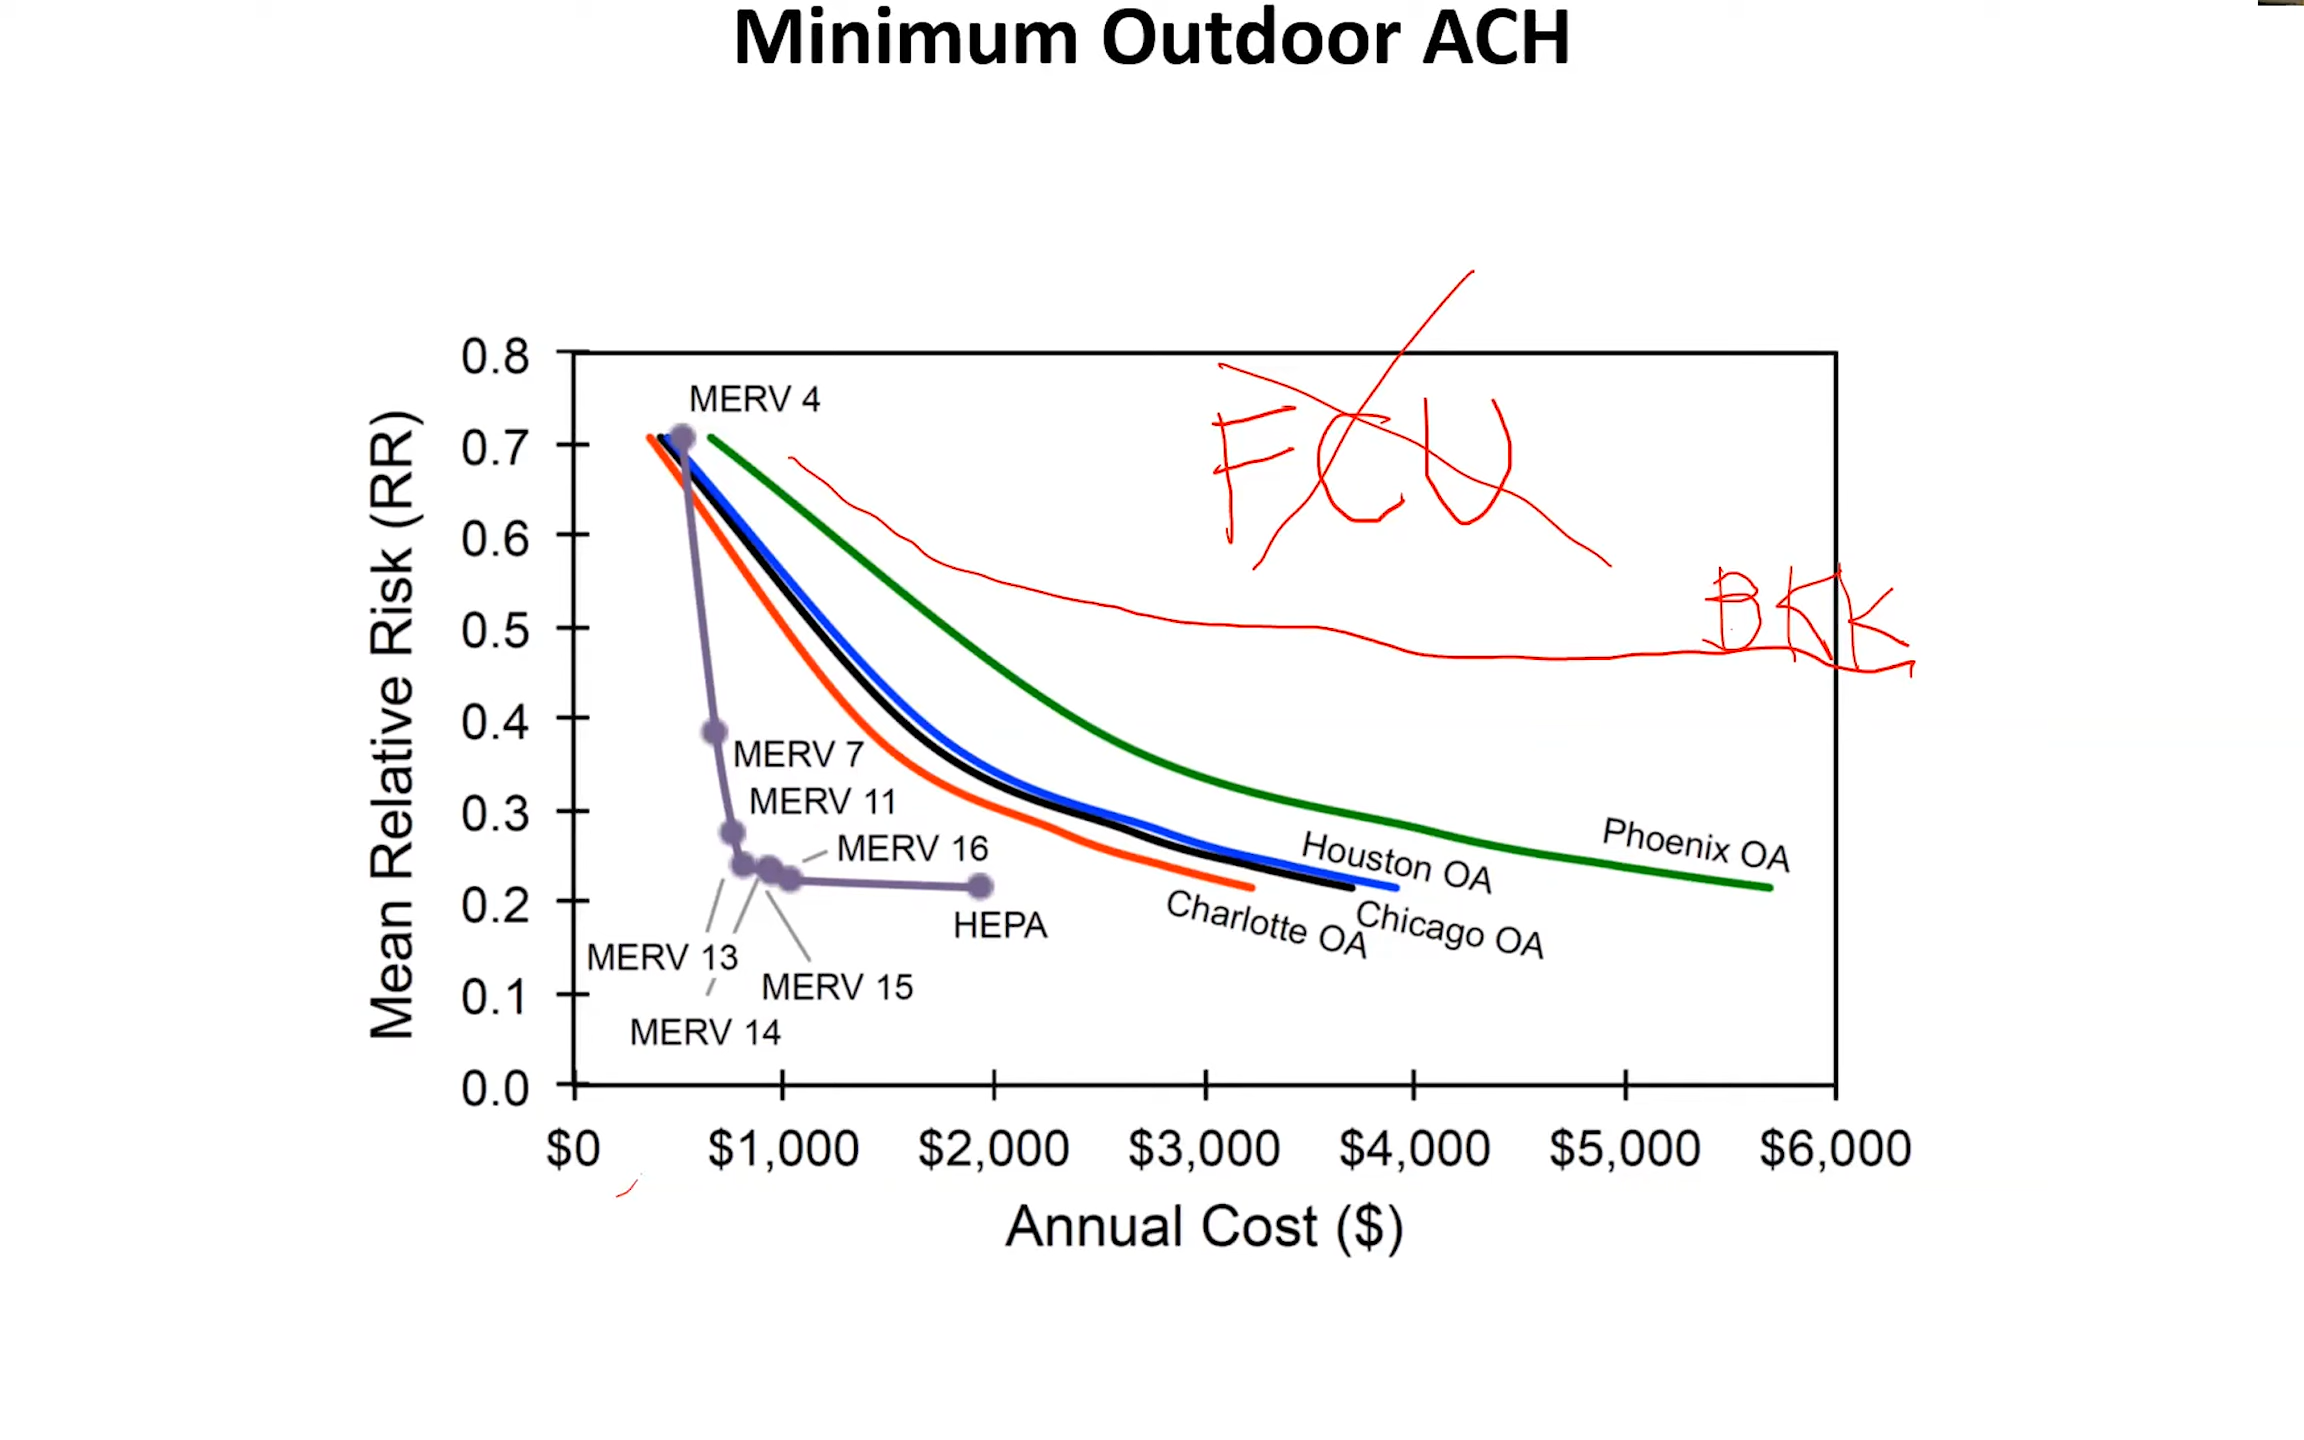 Minimum Outdoor ACH
0.8
MERV 4
FCU
0.7
0.6
BKK
0.5
0.4
MERV 7
MERV 11
0.3
MERV 16
Houston OA
Phoenix OA
0.2
HEPA
Charlotte OA
Chicago OA
MERV 13
MERV 15
0.1
MERV 14
0.0
Mean Relative Risk (RR)
$0 $1,000 $2,000 $3,000 $4,000 $5,000 $6,000
Annual Cost ($)